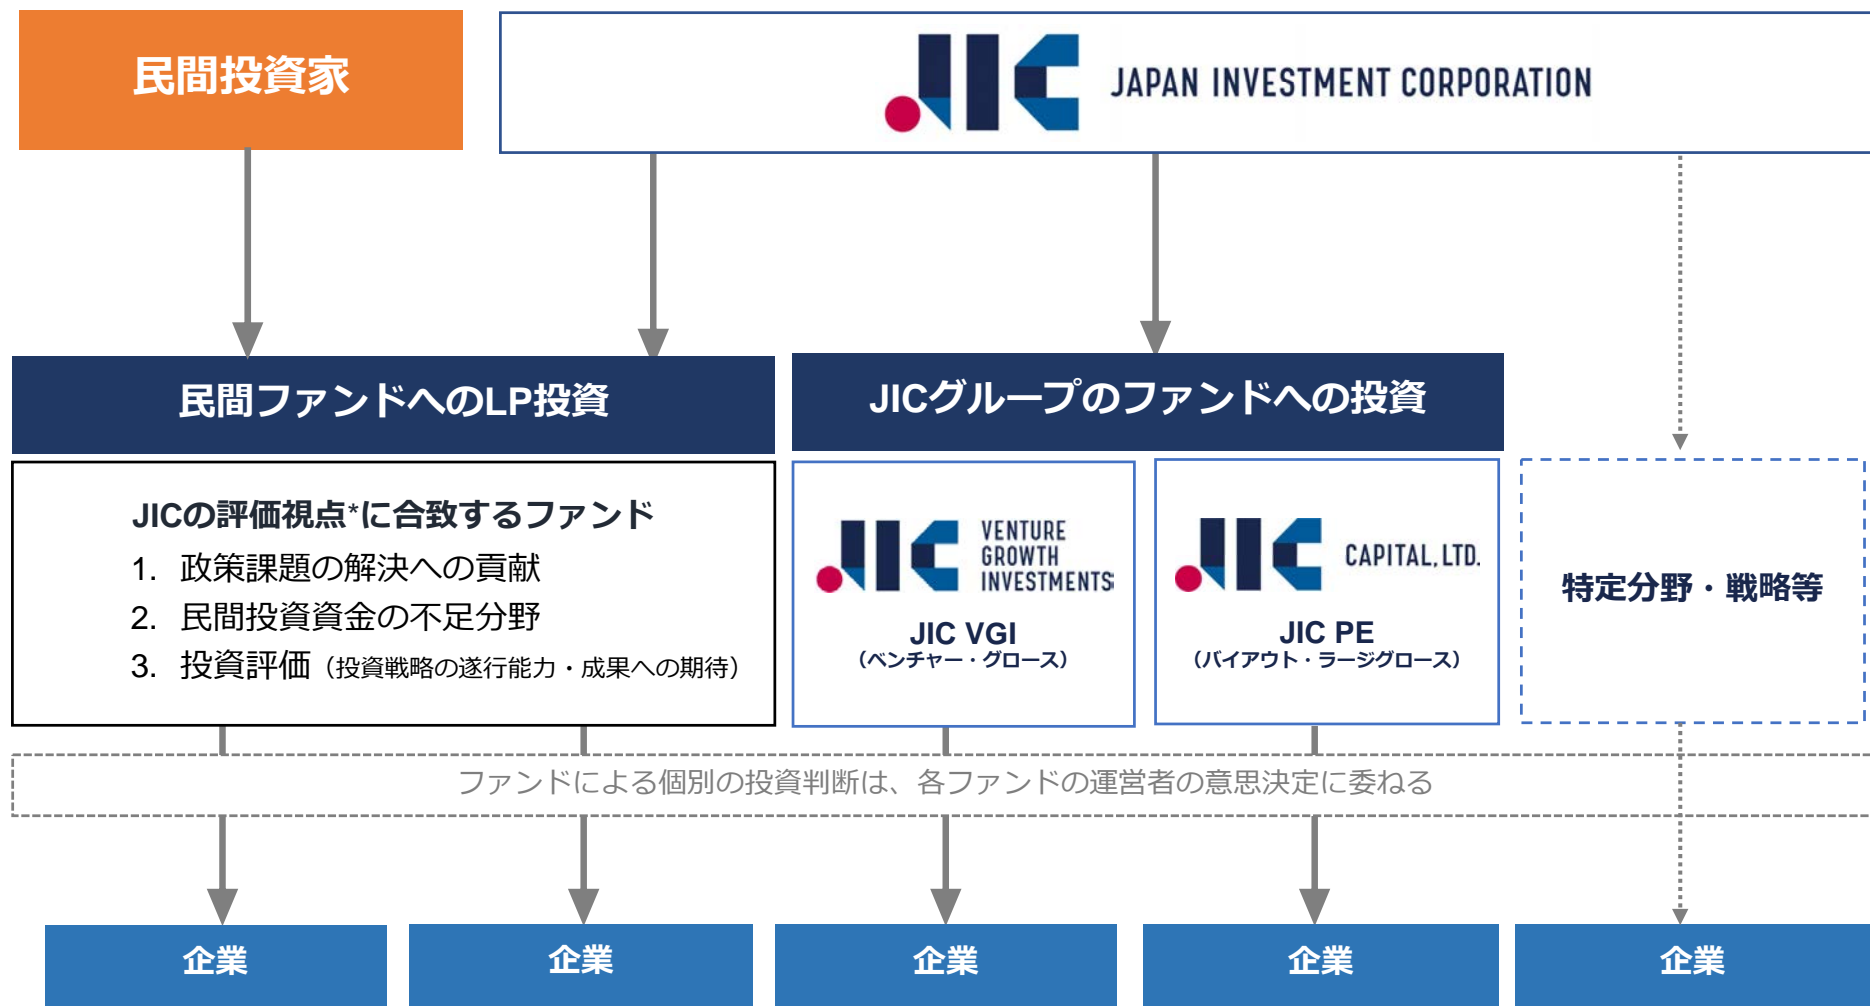 民間投資家
JIC JAPAN INVESTMENT CORPORATION
民間ファンドへのLP投資
JICグループのファンドへの投資
JICの評価視点*に合致するファンド
1. 政策課題の解決への貢献
2. 民間投資資金の不足分野
3. 投資評価（投資戦略の遂行能力・成果への期待）
JIC VENTURE
GROWTH
INVESTMENTS
JIC VGI
（ベンチャー・グロース）
JIC CAPITAL, LTD.
JIC PE
（バイアウト・ラージグロース）
特定分野・戦略等
ファンドによる個別の投資判断は、各ファンドの運営者の意思決定に委ねる
企業
企業
企業
企業
企業